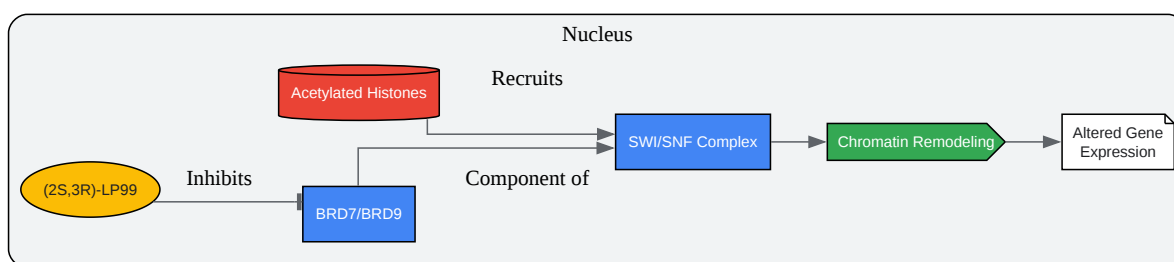 Nucleus
Recruits
Acetylated Histones
SWI/SNF Complex
Chromatin Remodeling
Altered Gene
Expression
Inhibits
Component of
(2S,3R)-LP99
BRD7/BRD9